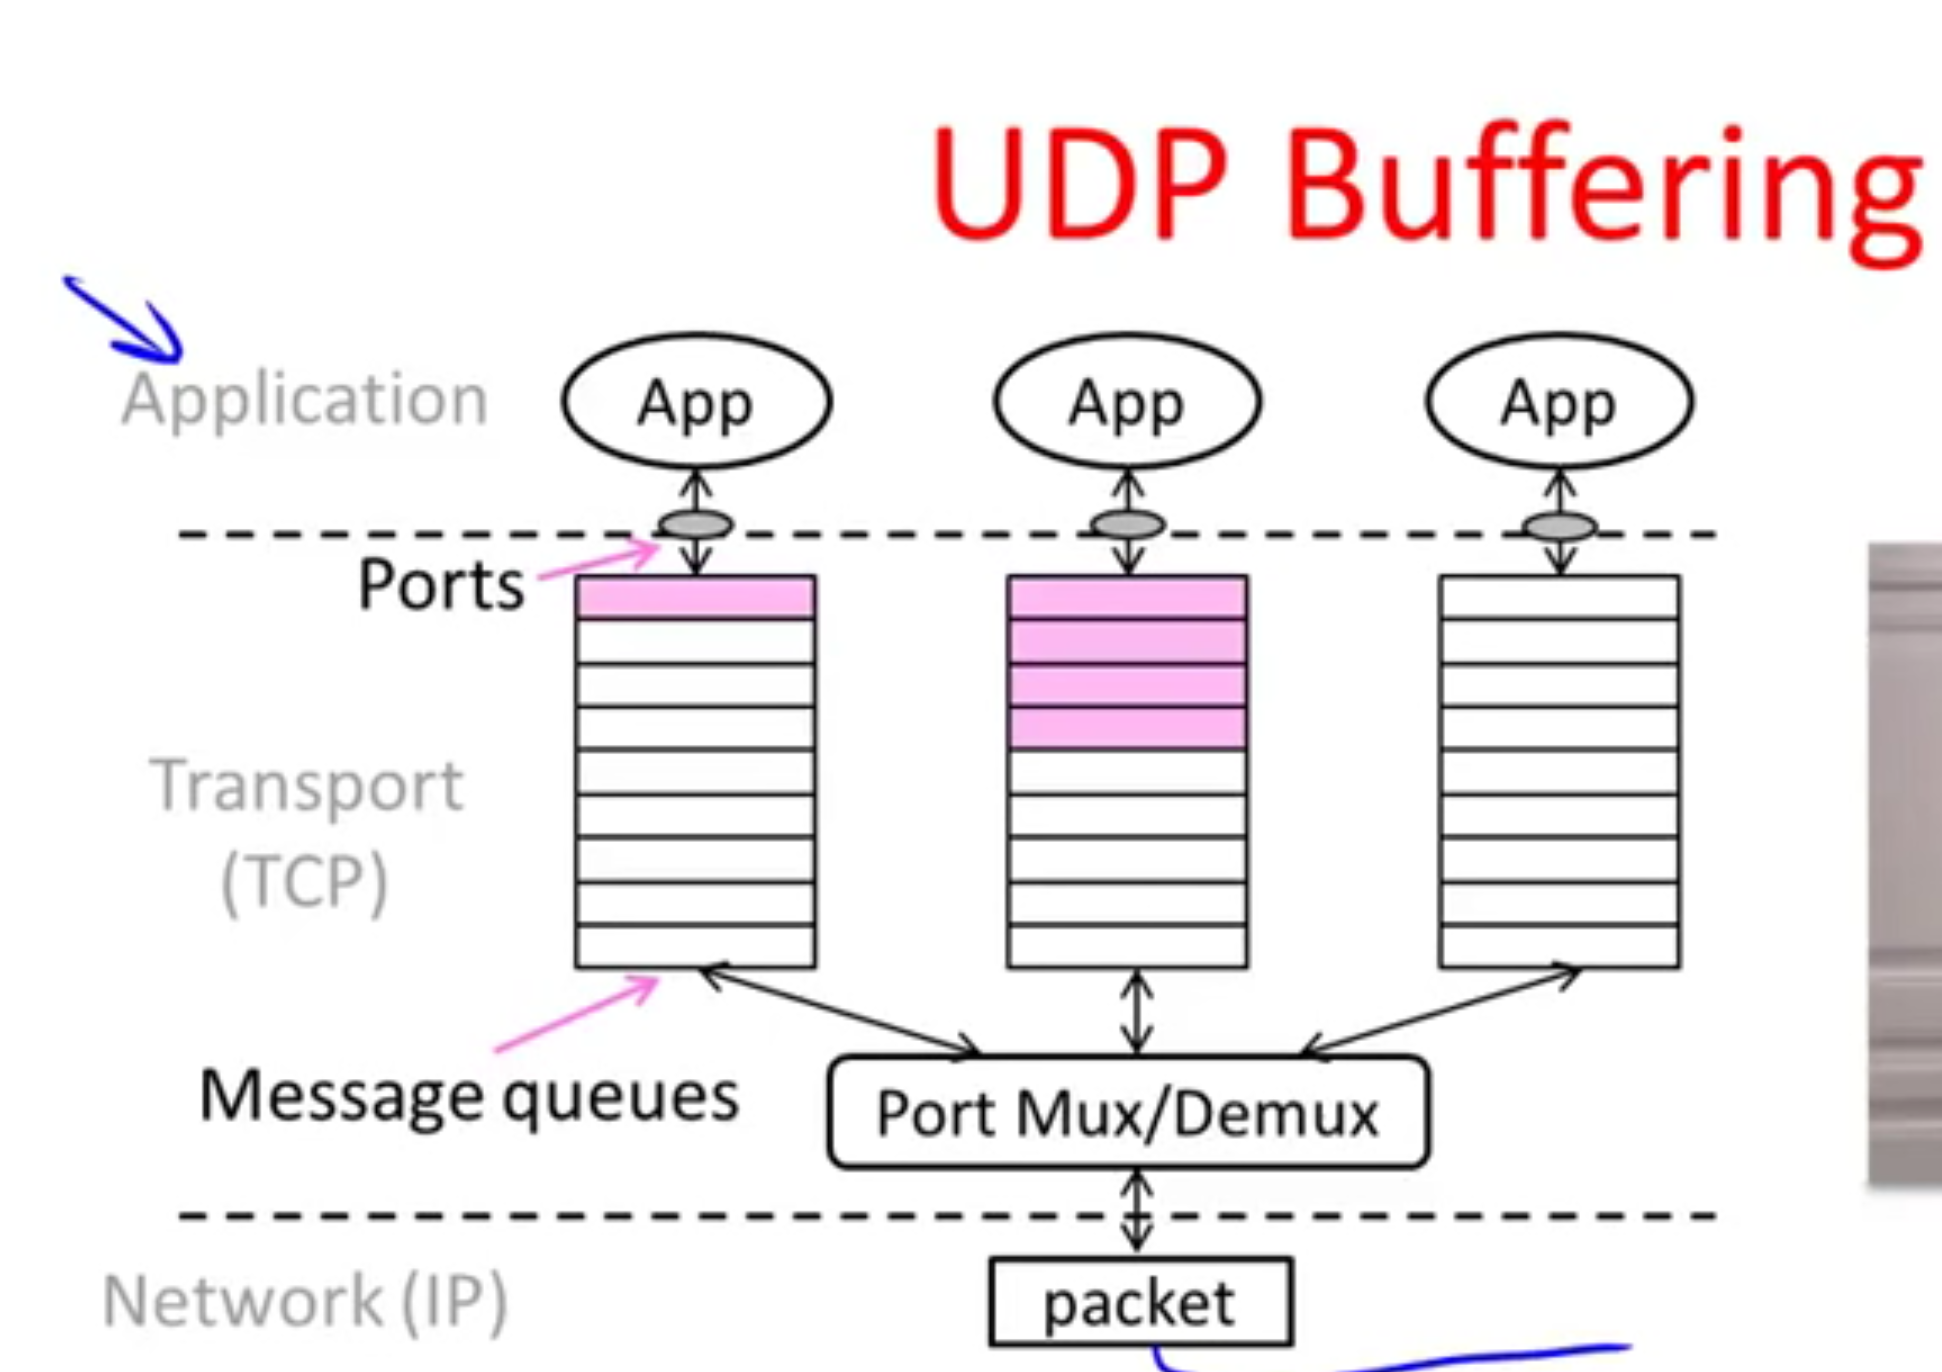 UDP Buffering
Application
App
App
App
Ports
Transport
(TCP)
Message queues
Port Mux/Demux
Network (IP)
packet